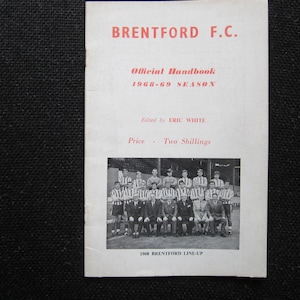 BRENTFORD F.C.
Official Handbook
1968-69 SEASON
Edited by ERIC WHITE
Price - Two Shillings
1968 BRENTFORD LINE-UP